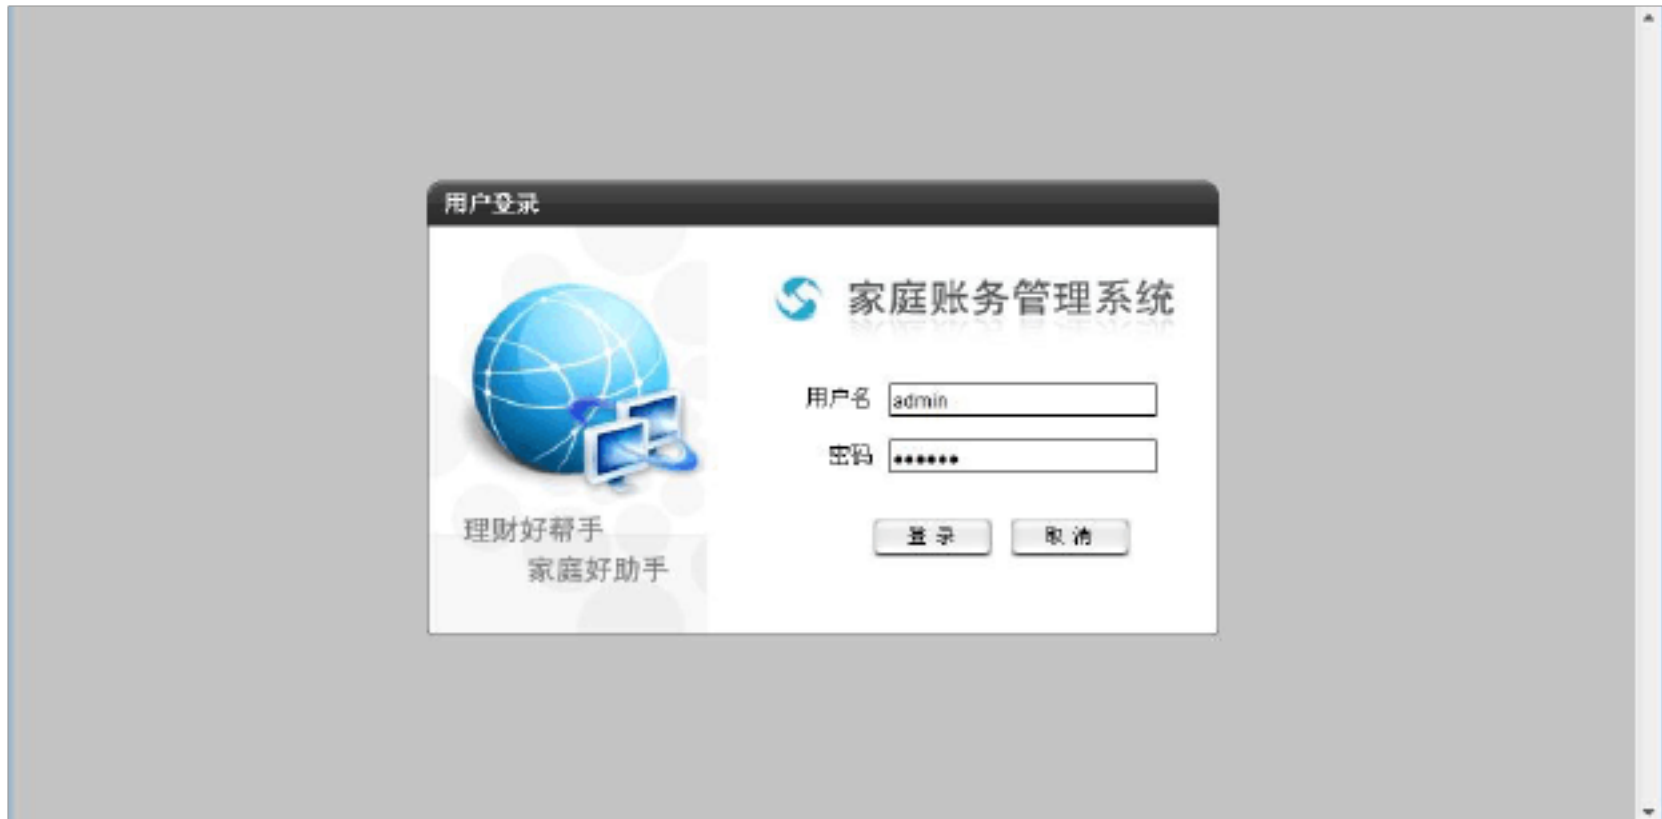 用户登录
家庭账务管理系统
用户名 admin
密码 ••••••
登 录 取 消
理财好帮手
家庭好助手